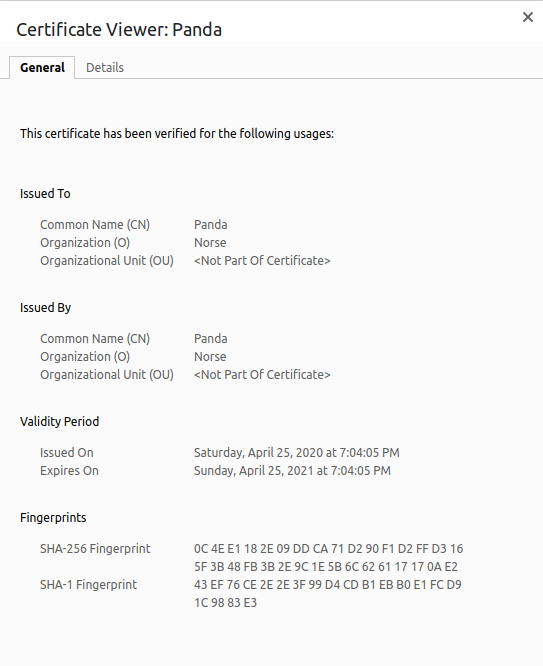 Certificate Viewer: Panda
General Details
This certificate has been verified for the following usages:
Issued To
Common Name (CN) Panda
Organization (O) Norse
Organizational Unit (OU) <Not Part Of Certificate>
Issued By
Common Name (CN) Panda
Organization (O) Norse
Organizational Unit (OU) <Not Part Of Certificate>
Validity Period
Issued On Saturday, April 25, 2020 at 7:04:05 PM
Expires On Sunday, April 25, 2021 at 7:04:05 PM
Fingerprints
SHA-256 Fingerprint 0C 4E E1 18 2E 09 DD CA 71 D2 90 F1 D2 FF D3 16
5F 3B 48 FB 3B 2E 9C 1E 5B 6C 62 61 17 17 0A E2
SHA-1 Fingerprint 43 EF 76 CE 2E 2E 3F 99 D4 CD B1 EB B0 E1 FC D9
1C 98 83 E3